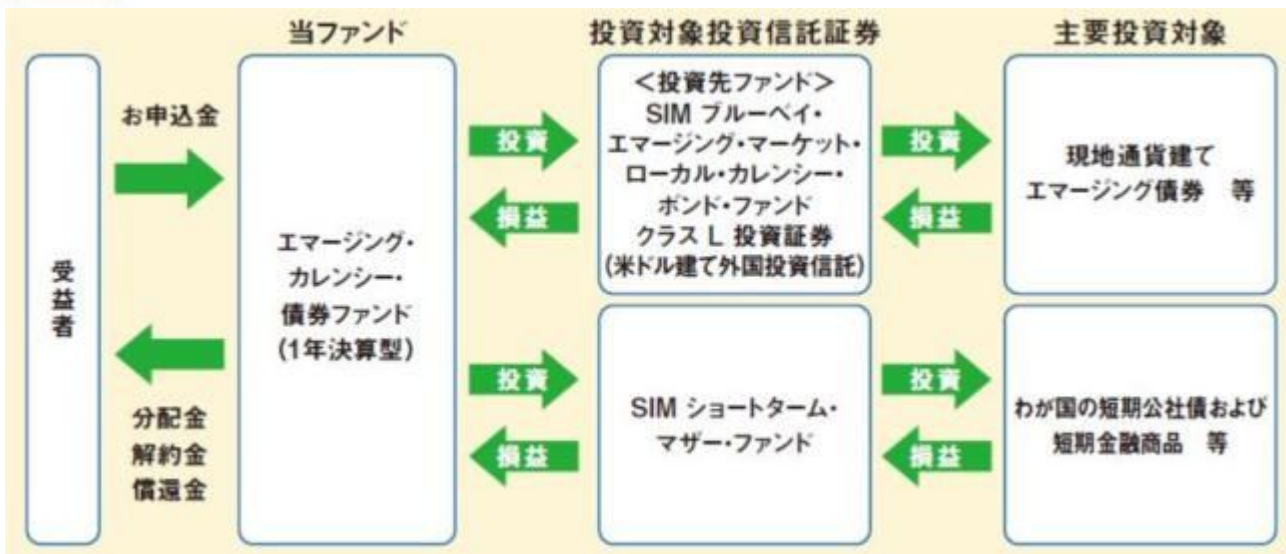 当ファンド
投資対象投資信託証券
主要投資対象
受益者
お申込金
分配金
解約金
償還金
エマージング・
カレンシー・
債券ファンド
(1年決算型)
投資
損益
投資
損益
<投資先ファンド>
SIM ブルーベイ・
エマージング・マーケット・
ローカル・カレンシー・
ボンド・ファンド
クラス L 投資証券
(米ドル建て外国投資信託)
SIM ショートターム・
マザー・ファンド
投資
損益
投資
損益
現地通貨建て
エマージング債券 等
わが国の短期公社債および
短期金融商品 等